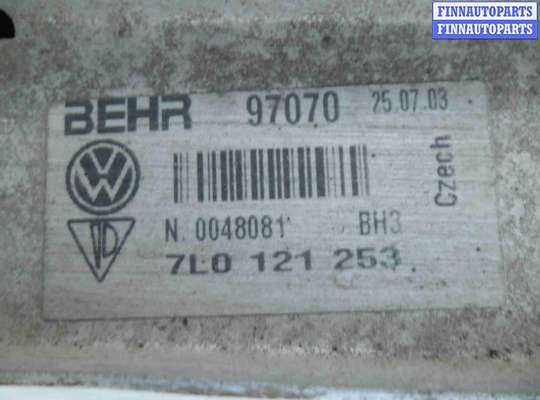 FINNAUTOPARTS
FINNAUTOPARTS
BEHR 97070 25.07.03
Czech
N. 0048081 BH3
7L0 121 253